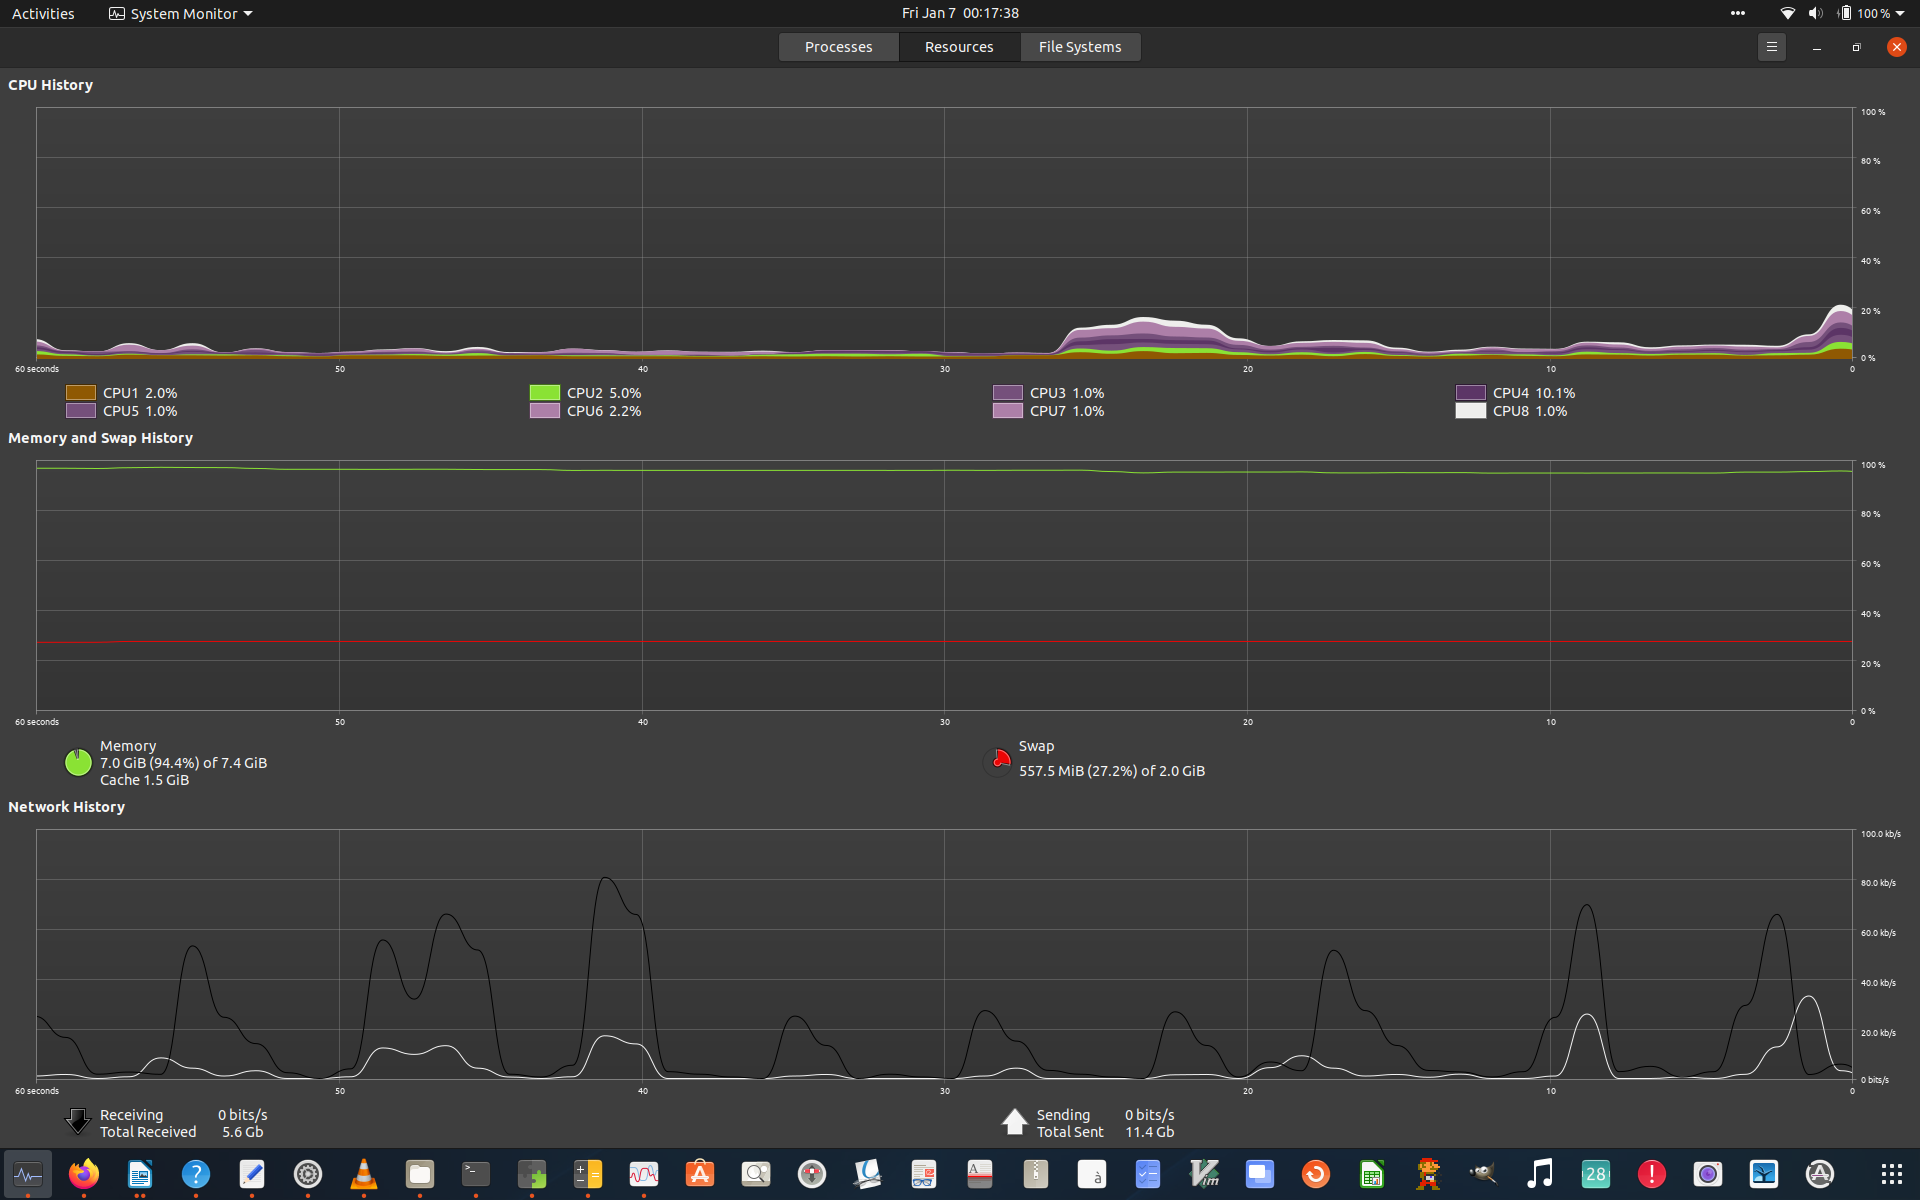 Activities System Monitor Fri Jan 7 00:17:38 100 %
Processes Resources File Systems
CPU History
100 %
80 %
60 %
40 %
20 %
0 %
60 seconds 50 40 30 20 10 0
CPU1 2.0% CPU2 5.0% CPU3 1.0% CPU4 10.1%
CPU5 1.0% CPU6 2.2% CPU7 1.0% CPU8 1.0%
Memory and Swap History
100 %
80 %
60 %
40 %
20 %
0 %
60 seconds 50 40 30 20 10 0
Memory
7.0 GiB (94.4%) of 7.4 GiB
Cache 1.5 GiB
Swap
557.5 MiB (27.2%) of 2.0 GiB
Network History
100.0 kb/s
80.0 kb/s
60.0 kb/s
40.0 kb/s
20.0 kb/s
0 bits/s
60 seconds 50 40 30 20 10 0
Receiving 0 bits/s
Total Received 5.6 Gb
Sending 0 bits/s
Total Sent 11.4 Gb
? >_ A à Vim 28 !